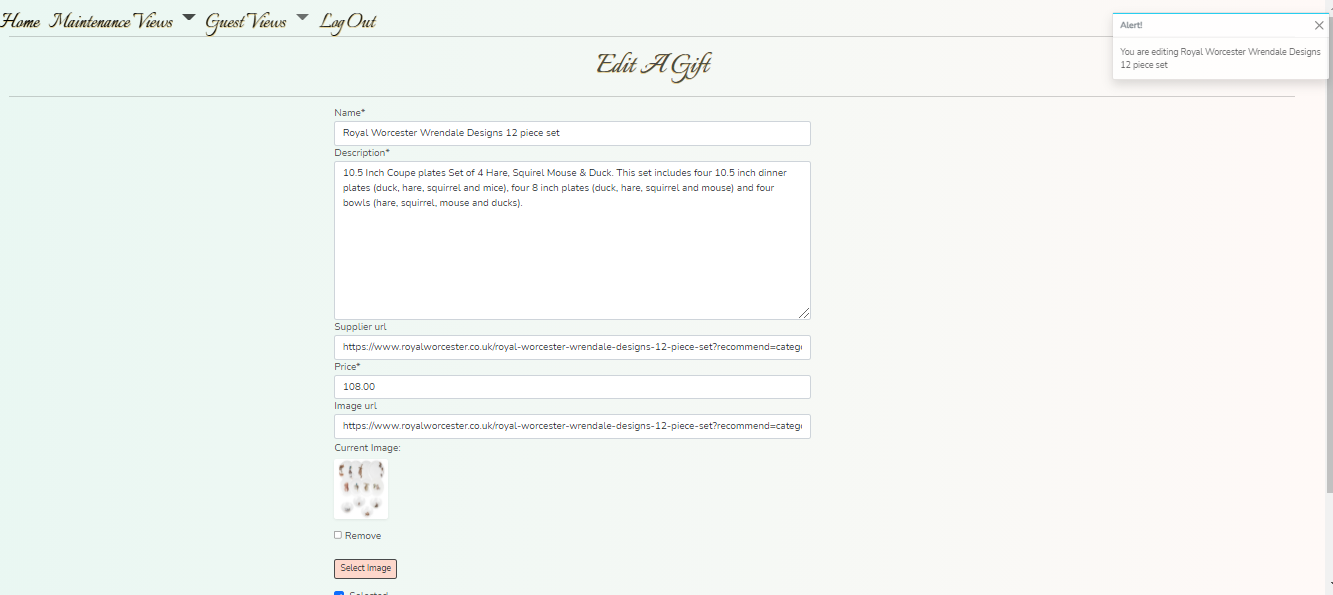 Home Maintenance Views Guest Views Log Out
Alert!
You are editing Royal Worcester Wrendale Designs
12 piece set
Edit A Gift
Name*
Royal Worcester Wrendale Designs 12 piece set
Description*
10.5 Inch Coupe plates Set of 4 Hare, Squirel Mouse & Duck. This set includes four 10.5 inch dinner
plates (duck, hare, squirrel and mice), four 8 inch plates (duck, hare, squirrel and mouse) and four
bowls (hare, squirrel, mouse and ducks).
Supplier url
https://www.royalworcester.co.uk/royal-worcester-wrendale-designs-12-piece-set?recommend=catego
Price*
108.00
Image url
https://www.royalworcester.co.uk/royal-worcester-wrendale-designs-12-piece-set?recommend=catego
Current Image:
Remove
Select Image
Selected